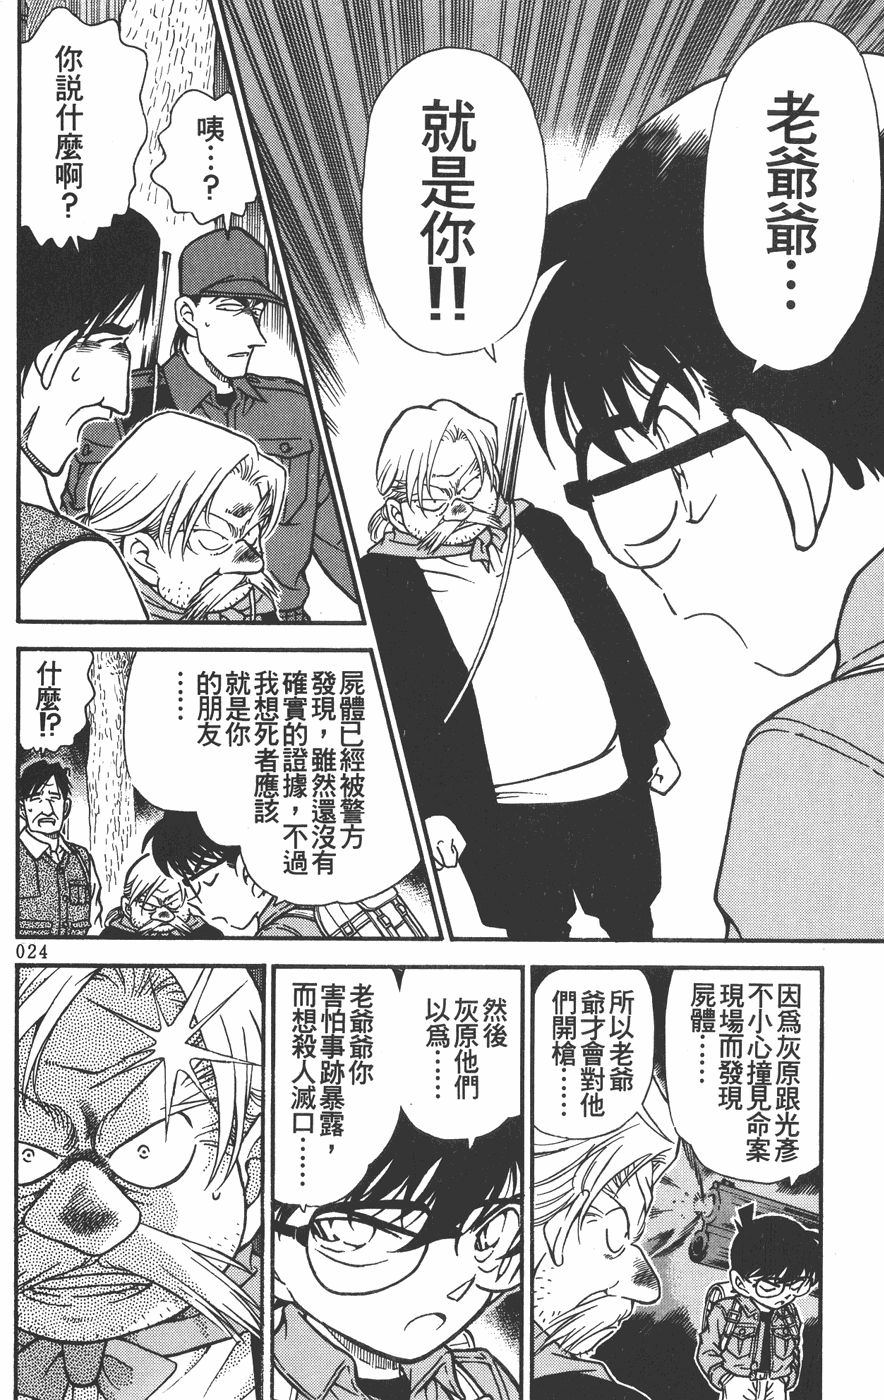 老爺爺…
就是你!!
咦…?
你說什麼啊?
屍體已經被警方
發現，雖然還沒有
確實的證據，不過
我想死者應該
就是你
的朋友
……
什麼!?
因為灰原跟光彥
不小心撞見命案
現場而發現
屍體……
所以老爺
爺才會對他
們開槍……
然後
灰原他們
以為……
老爺爺你
害怕事跡暴露，
而想殺人滅口……
024